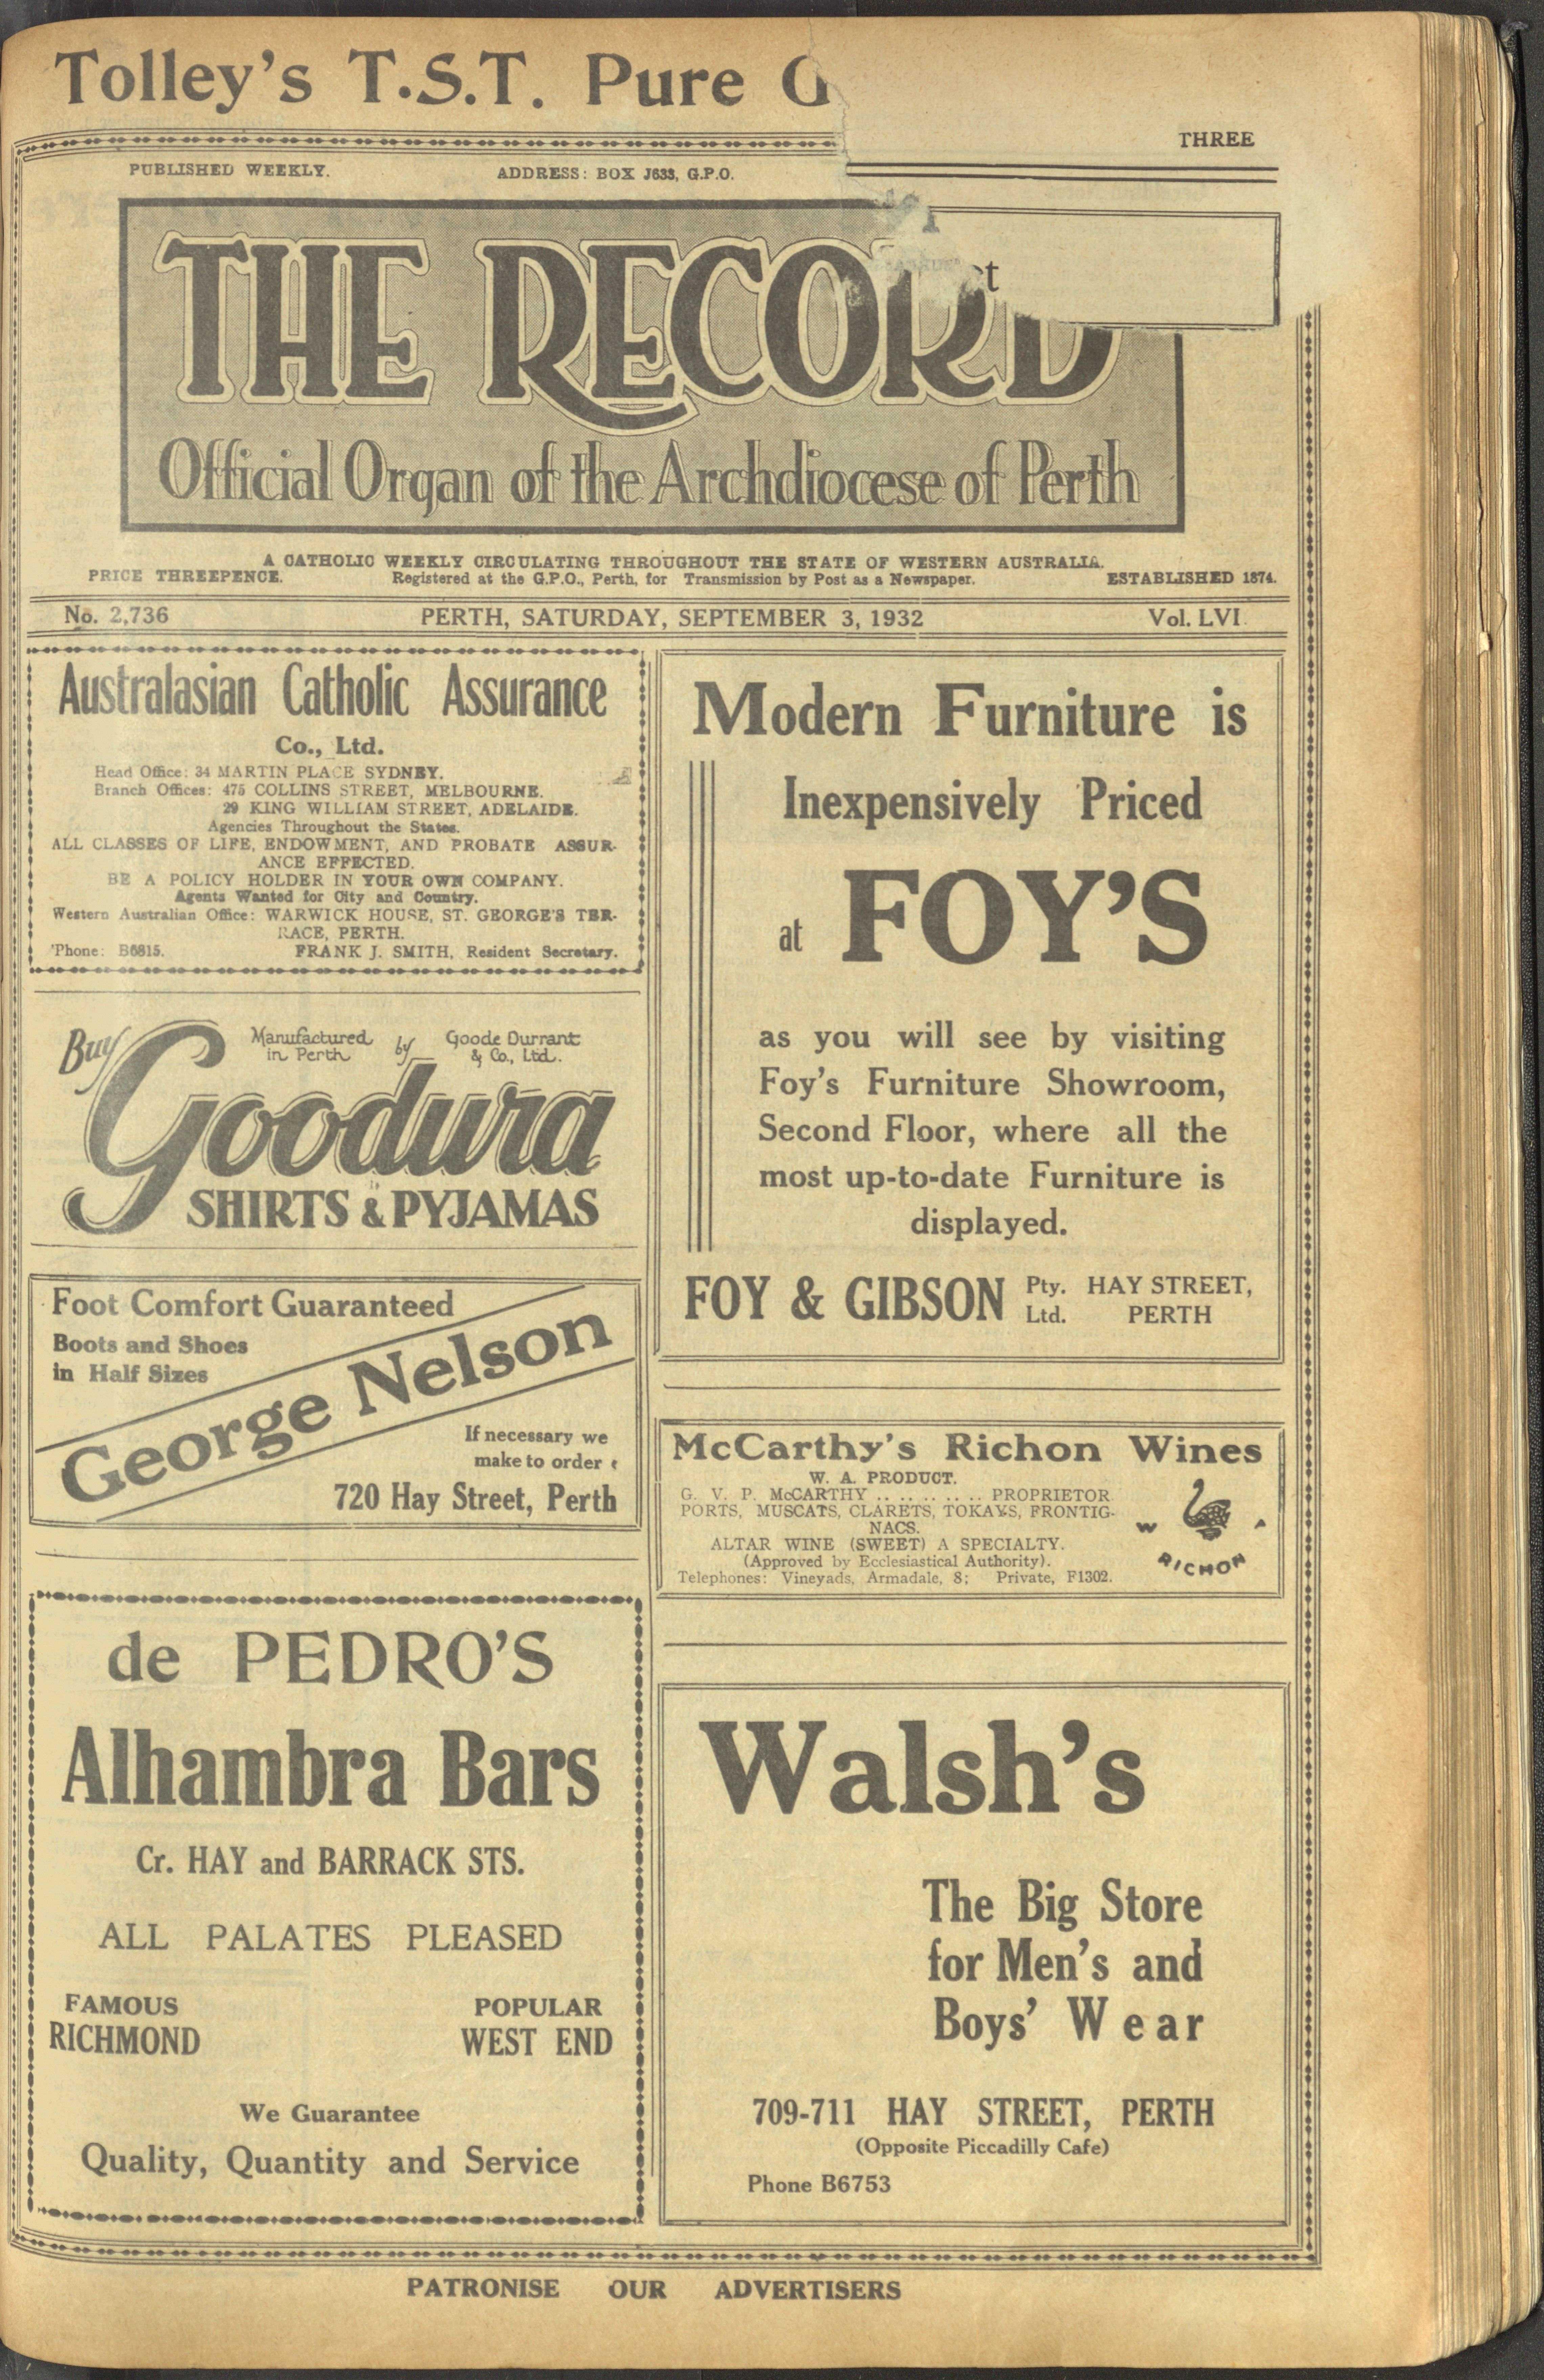 Tolley's T.S.T. Pure
THREE
PUBLISHED WEEKLY. ADDRESS: BOX J633, G.P.O.
THE RECORD
Official Organ of the Archdiocese of Perth
A CATHOLIC WEEKLY CIRCULATING THROUGHOUT THE STATE OF WESTERN AUSTRALIA.
PRICE THREEPENCE. Registered at the G.P.O., Perth, for Transmission by Post as a Newspaper. ESTABLISHED 1874.
No. 2,736 PERTH, SATURDAY, SEPTEMBER 3, 1932 Vol. LVI.
Australasian Catholic Assurance
Co., Ltd.
Head Office: 34 MARTIN PLACE SYDNEY.
Branch Offices: 475 COLLINS STREET, MELBOURNE.
29 KING WILLIAM STREET, ADELAIDE.
Agencies Throughout the States.
ALL CLASSES OF LIFE, ENDOWMENT, AND PROBATE ASSUR-
ANCE EFFECTED.
BE A POLICY HOLDER IN YOUR OWN COMPANY.
Agents Wanted for City and Country.
Western Australian Office: WARWICK HOUSE, ST. GEORGE'S TER-
RACE, PERTH.
'Phone: B6815. FRANK J. SMITH, Resident Secretary.
Buy Manufactured in Perth by Goode Durrant & Co., Ltd.
Goodura
SHIRTS & PYJAMAS
Foot Comfort Guaranteed
Boots and Shoes
in Half Sizes
George Nelson
If necessary we
make to order
720 Hay Street, Perth
de PEDRO'S
Alhambra Bars
Cr. HAY and BARRACK STS.
ALL PALATES PLEASED
FAMOUS POPULAR
RICHMOND WEST END
We Guarantee
Quality, Quantity and Service
Modern Furniture is
Inexpensively Priced
at FOY'S
as you will see by visiting
Foy's Furniture Showroom,
Second Floor, where all the
most up-to-date Furniture is
displayed.
FOY & GIBSON Pty. Ltd. HAY STREET,
PERTH
McCarthy's Richon Wines
W. A. PRODUCT.
G. V. P. McCARTHY .. .. .. .. .. PROPRIETOR
PORTS, MUSCATS, CLARETS, TOKAYS, FRONTIG-
NACS.
ALTAR WINE (SWEET) A SPECIALTY.
(Approved by Ecclesiastical Authority).
Telephones: Vineyads, Armadale, 8; Private, F1302.
W A
RICHON
Walsh's
The Big Store
for Men's and
Boys' Wear
709-711 HAY STREET, PERTH
(Opposite Piccadilly Cafe)
Phone B6753
PATRONISE OUR ADVERTISERS